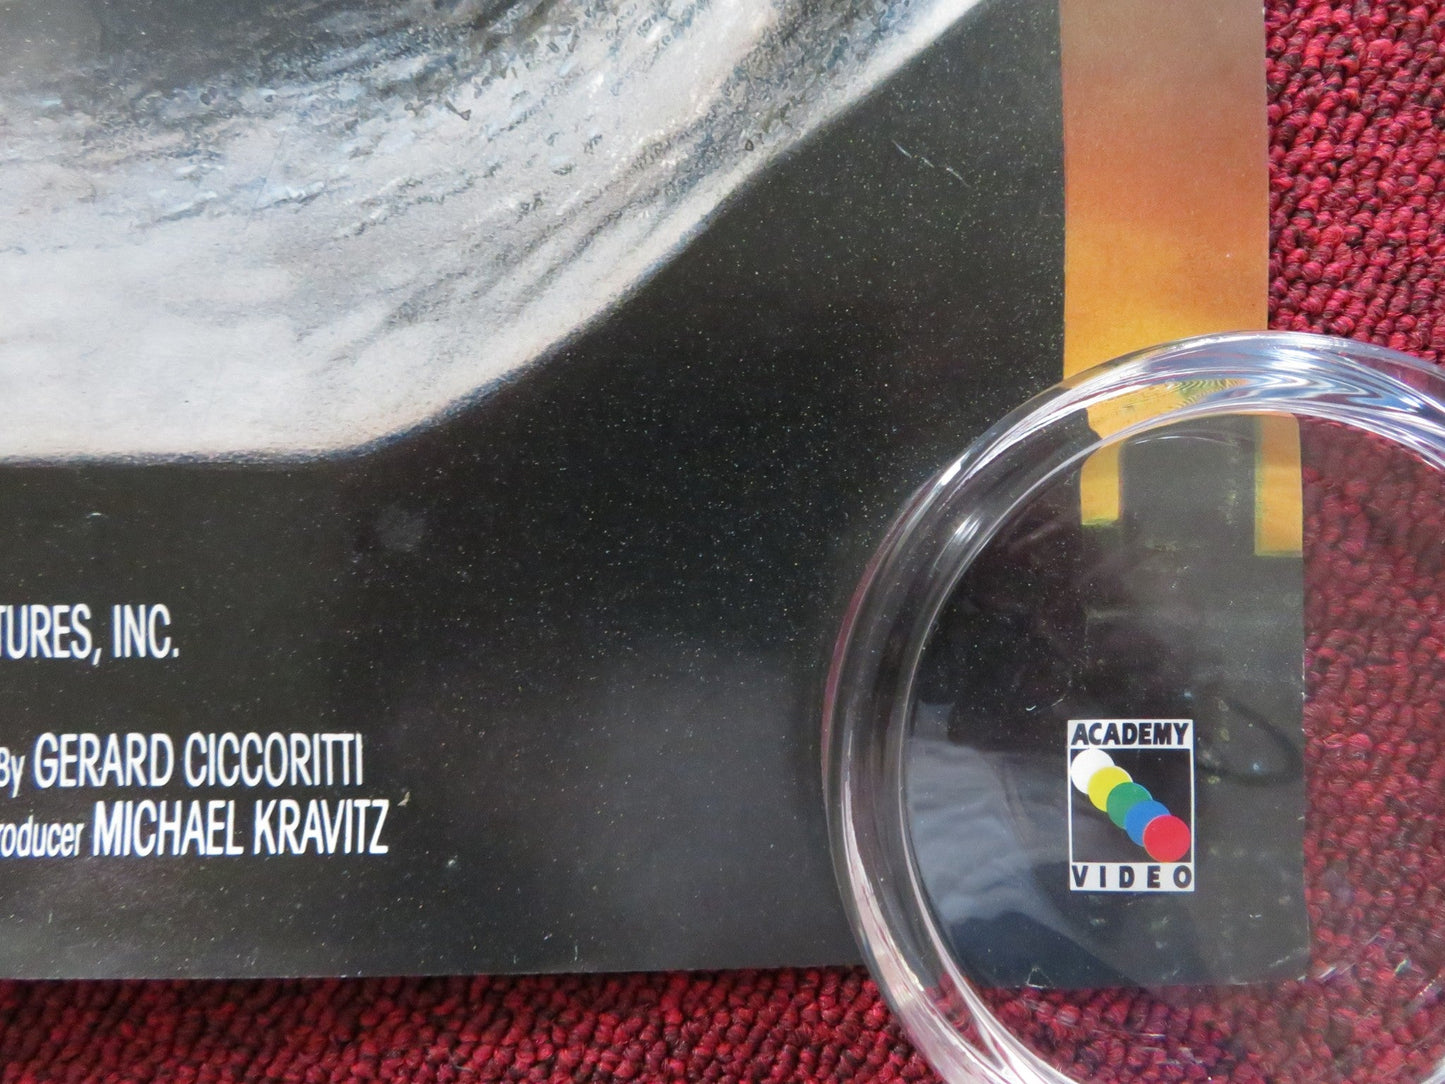 TURES, INC.
By GERARD CICCORITTI
roducer MICHAEL KRAVITZ
ACADEMY
VIDEO